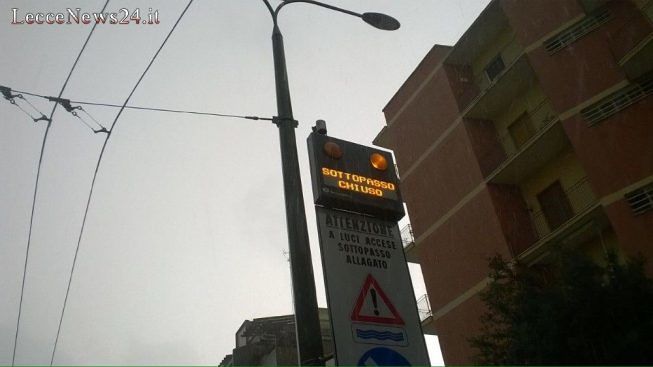 LecceNews24.it
SOTTOPASSO
CHIUSO
ATTENZIONE
A LUCI ACCESE
SOTTOPASSO
ALLAGATO